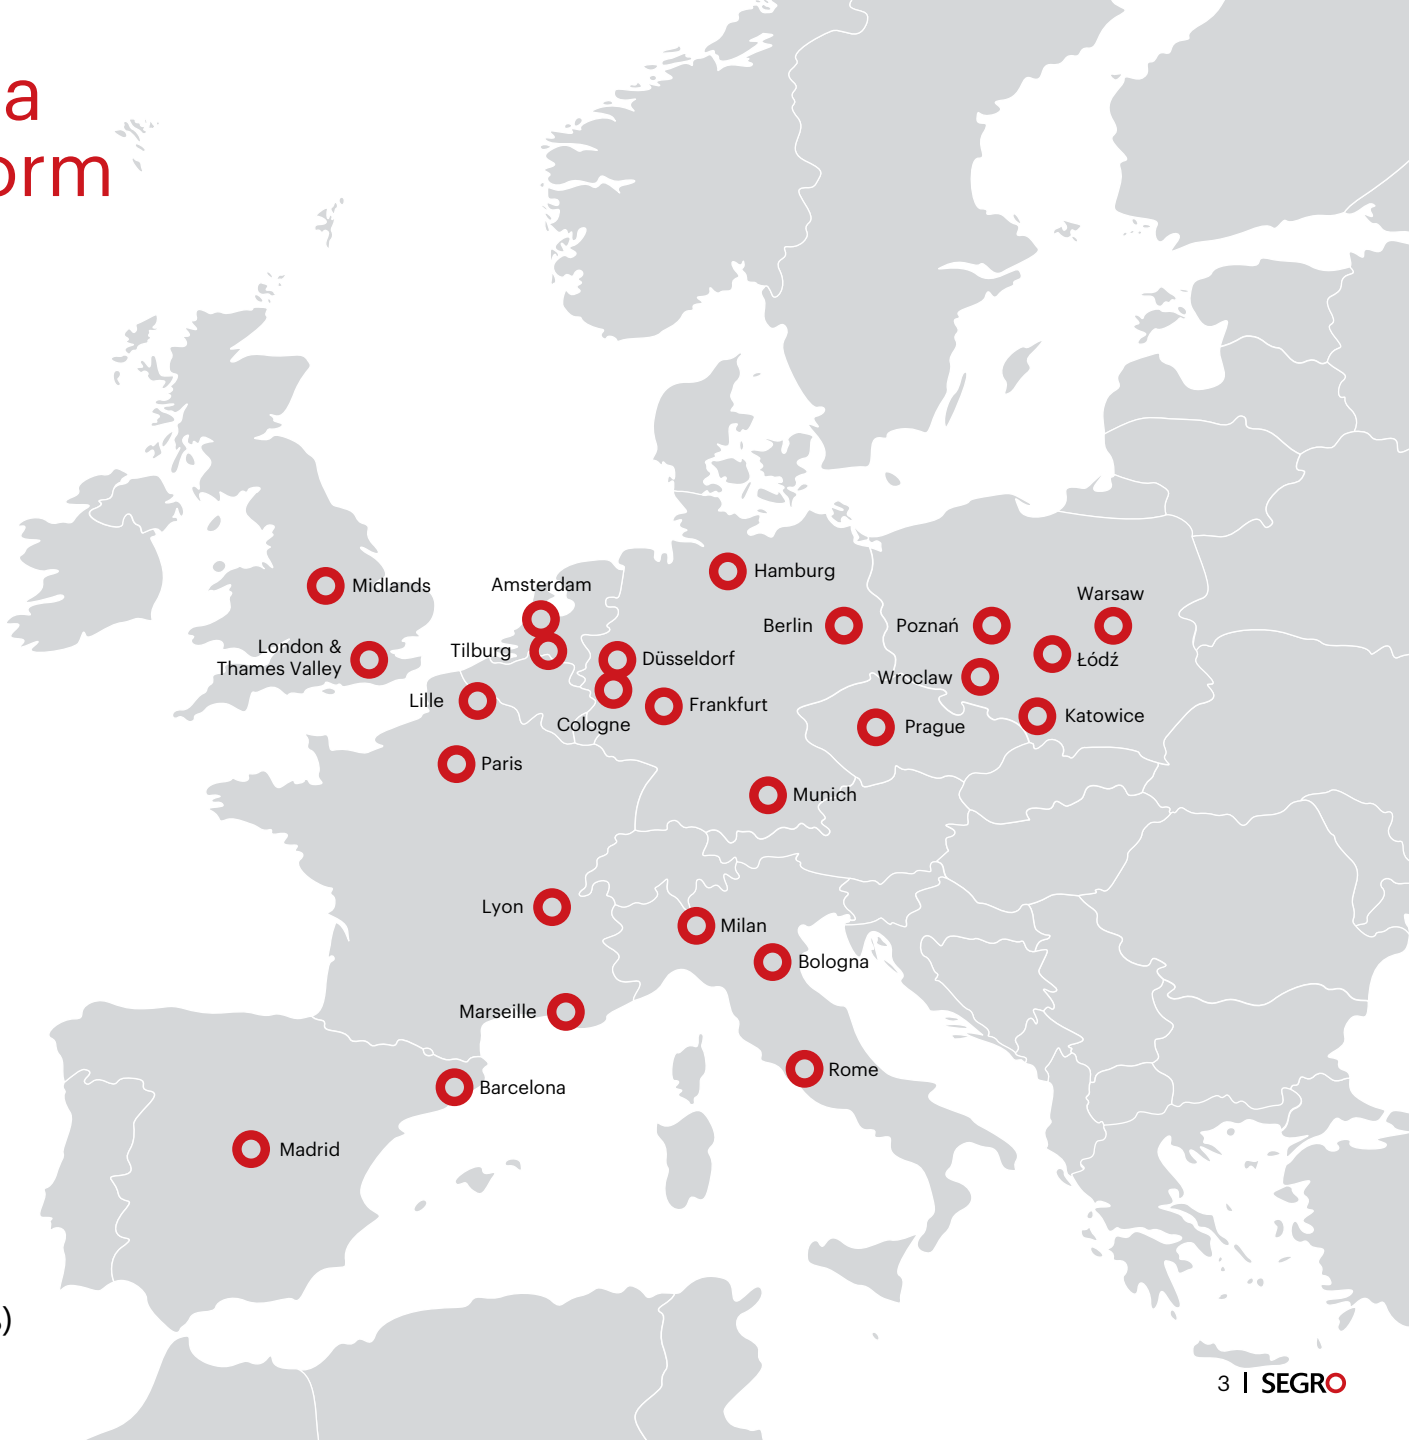 a
orm
Midlands
Amsterdam
Hamburg
Warsaw
Berlin
Poznań
London &
Thames Valley
Tilburg
Düsseldorf
Łódź
Wroclaw
Lille
Cologne
Frankfurt
Katowice
Prague
Paris
Munich
Lyon
Milan
Bologna
Marseille
Rome
Barcelona
Madrid
)
3 | SEGRO